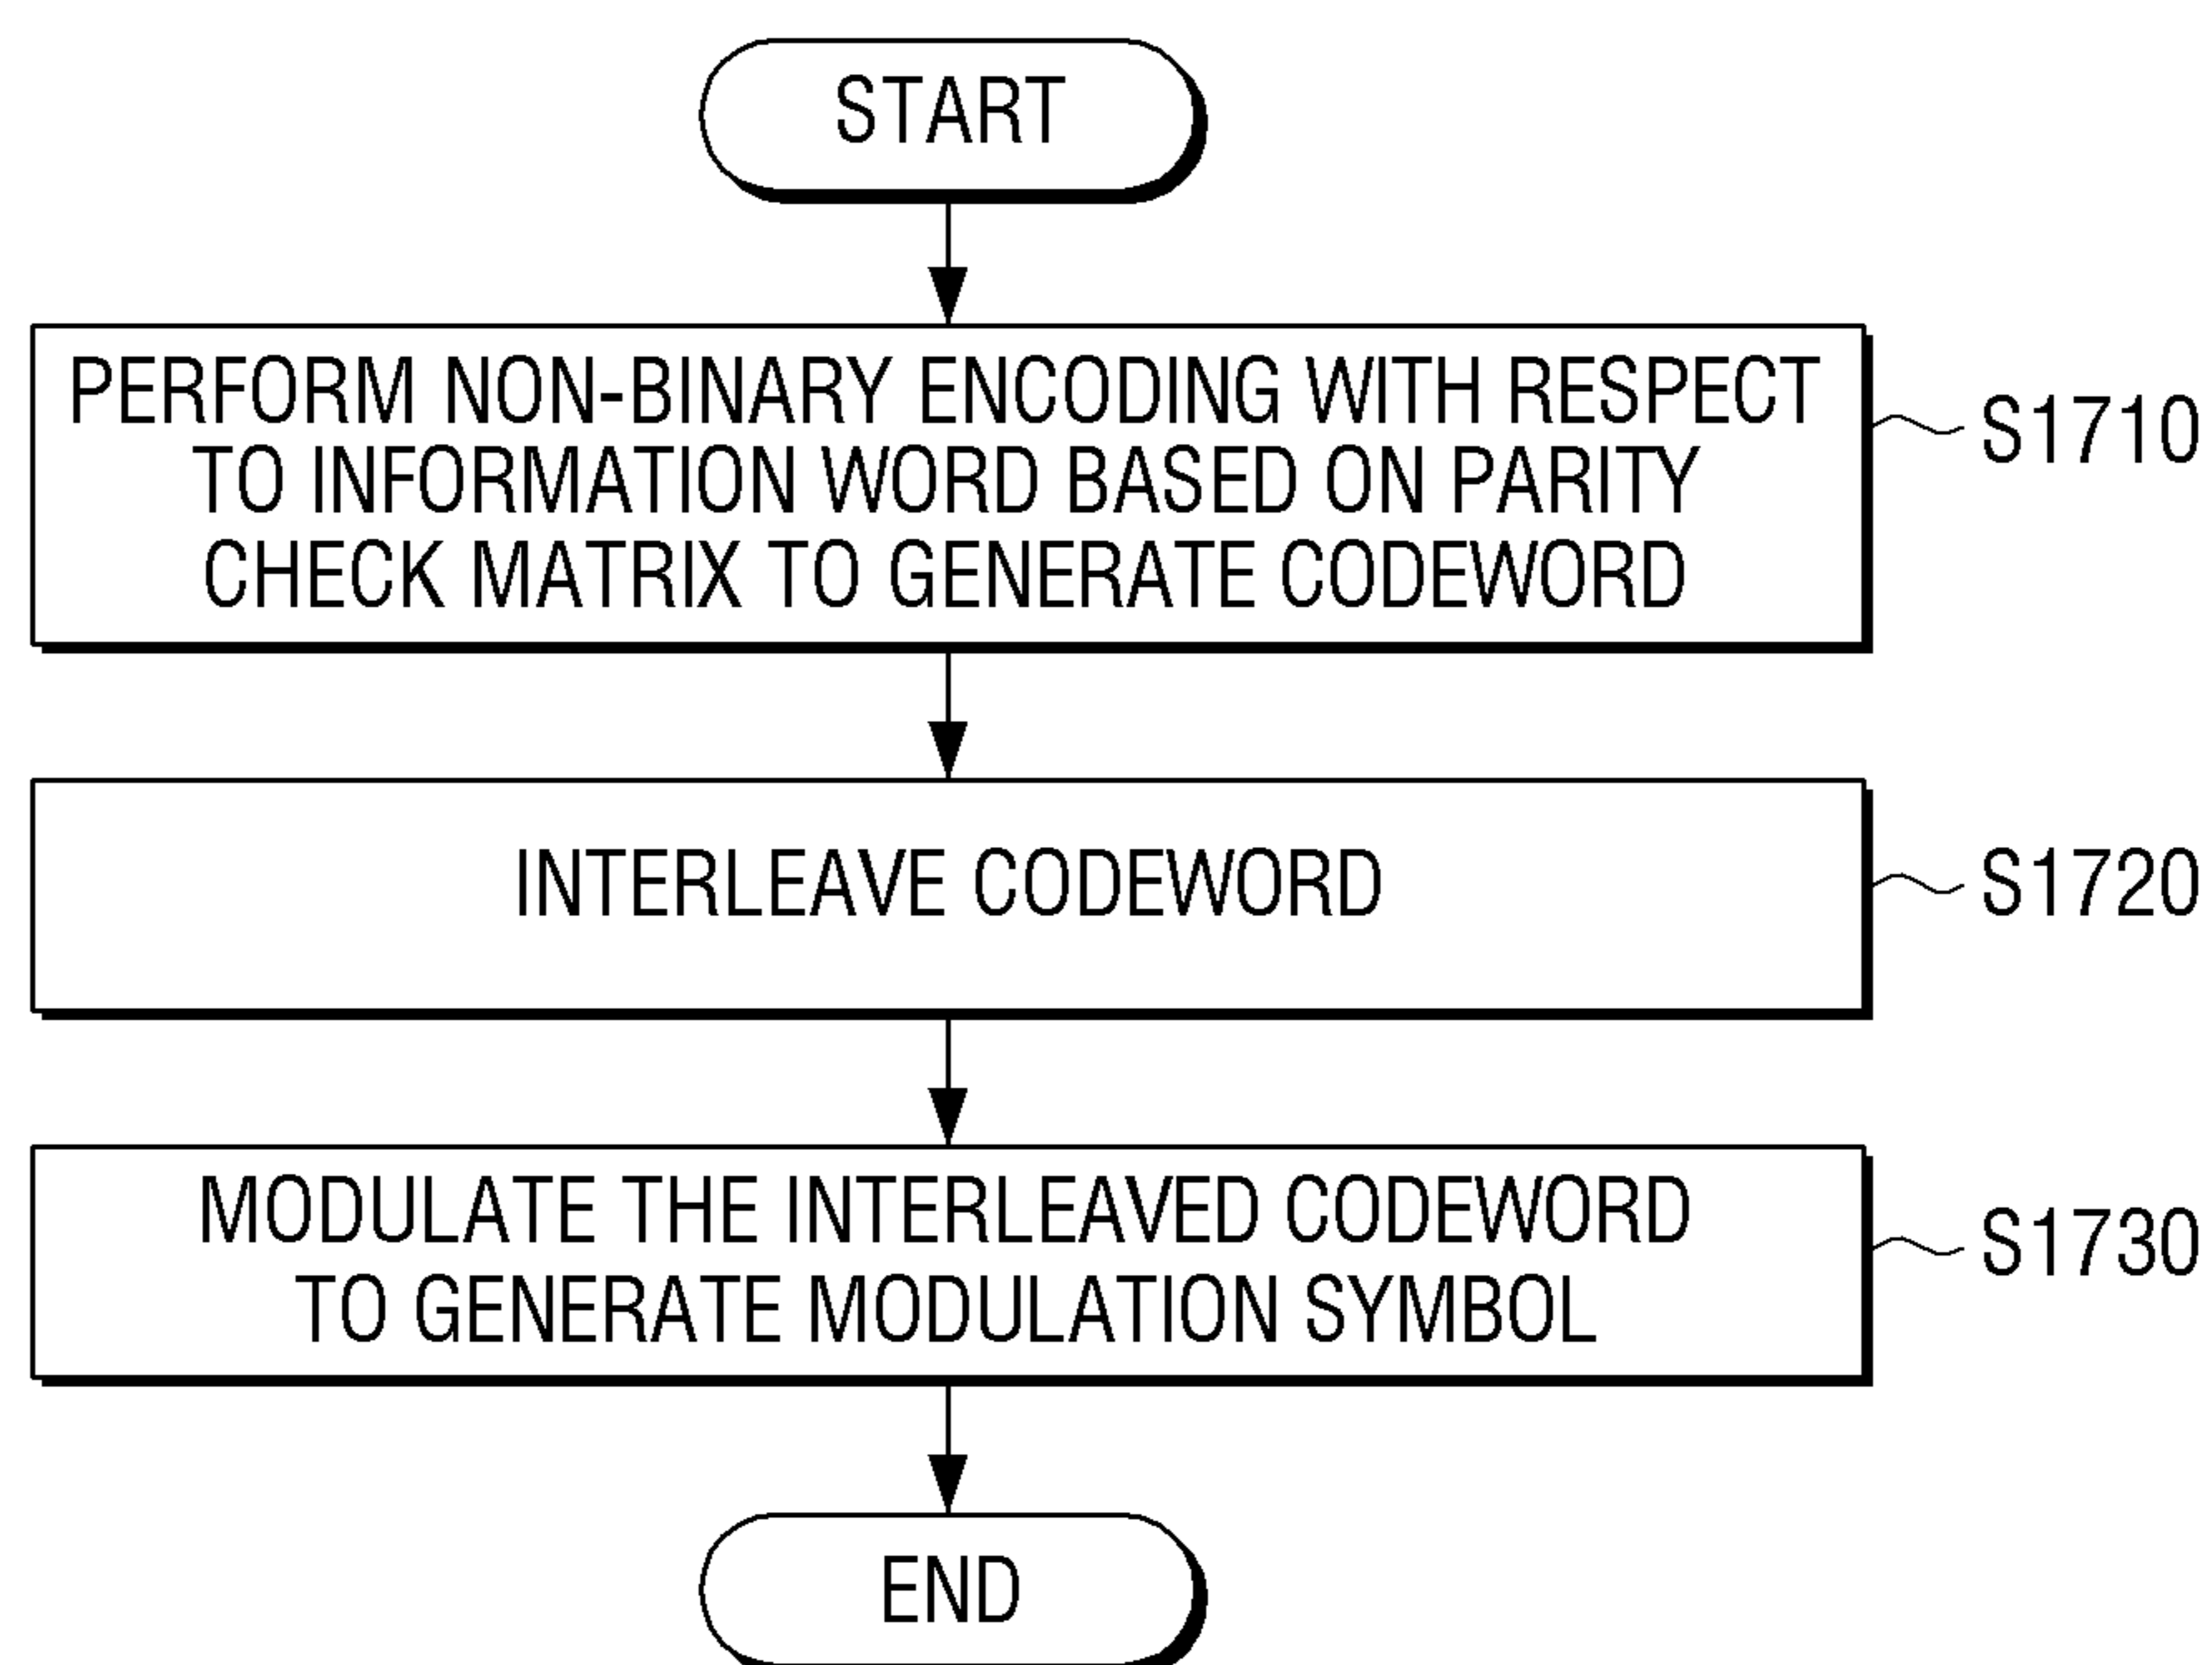 START
PERFORM NON-BINARY ENCODING WITH RESPECT
TO INFORMATION WORD BASED ON PARITY
CHECK MATRIX TO GENERATE CODEWORD
S1710
INTERLEAVE CODEWORD
S1720
MODULATE THE INTERLEAVED CODEWORD
TO GENERATE MODULATION SYMBOL
S1730
END